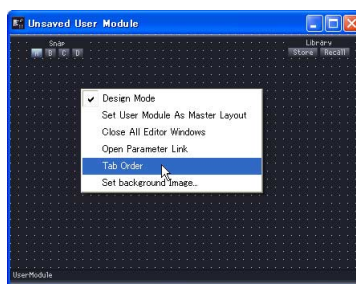 Unsaved User Module
Snap
A B C D
Library
Store Recall
Design Mode
Set User Module As Master Layout
Close All Editor Windows
Open Parameter Link
Tab Order
Set background Image..
UserModule